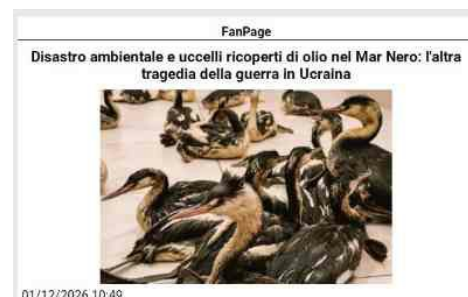 FanPage
Disastro ambientale e uccelli ricoperti di olio nel Mar Nero: l'altra
tragedia della guerra in Ucraina
01/12/2026 10:49